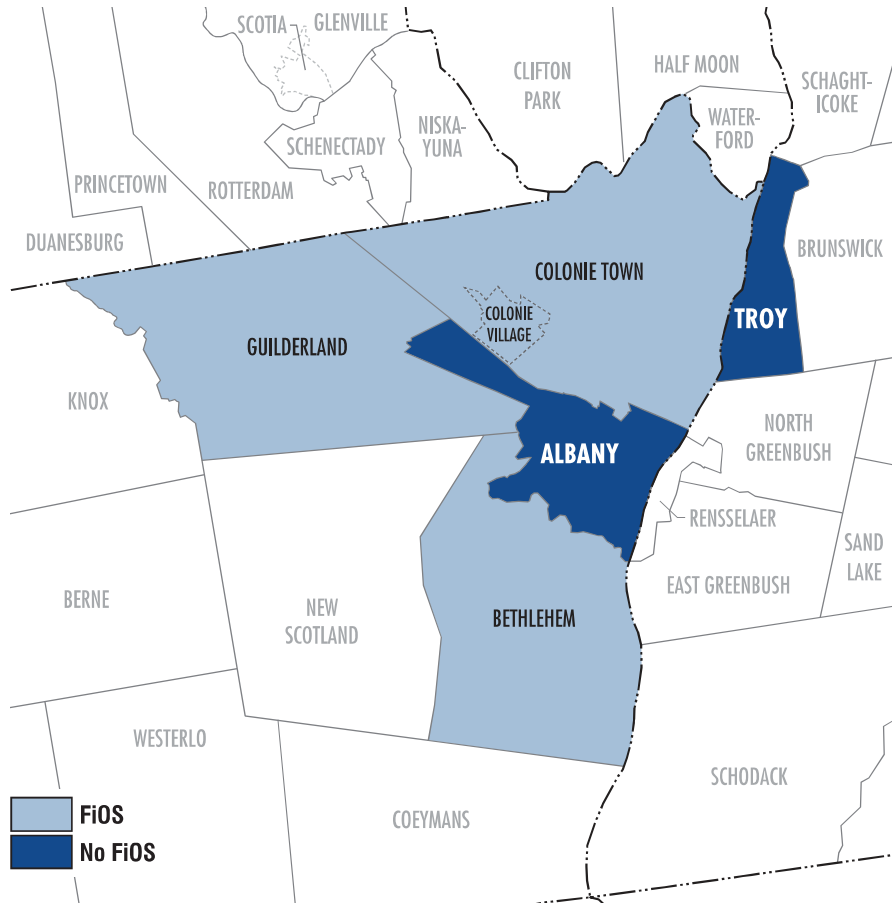 SCOTIA
GLENVILLE
CLIFTON
PARK
HALF MOON
SCHAGHT-
ICOKE
WATER-
FORD
NISKA-
YUNA
SCHENECTADY
PRINCETOWN
ROTTERDAM
DUANESBURG
BRUNSWICK
COLONIE TOWN
COLONIE
VILLAGE
TROY
GUILDERLAND
KNOX
NORTH
GREENBUSH
ALBANY
RENSSELAER
SAND
LAKE
EAST GREENBUSH
BERNE
NEW
SCOTLAND
BETHLEHEM
WESTERLO
SCHODACK
COEYMANS
FiOS
No FiOS